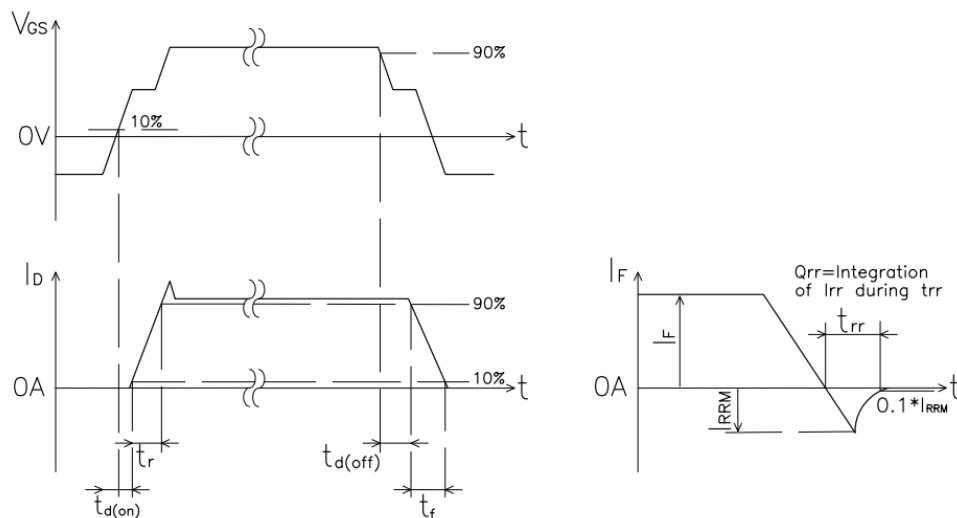 VGS
90%
10%
0V
t
ID
90%
0A
10%
t
tr
td(off)
td(on)
tf
IF
Qrr=Integration
of Irr during trr
trr
IF
0A
t
IRRM
0.1*IRRM